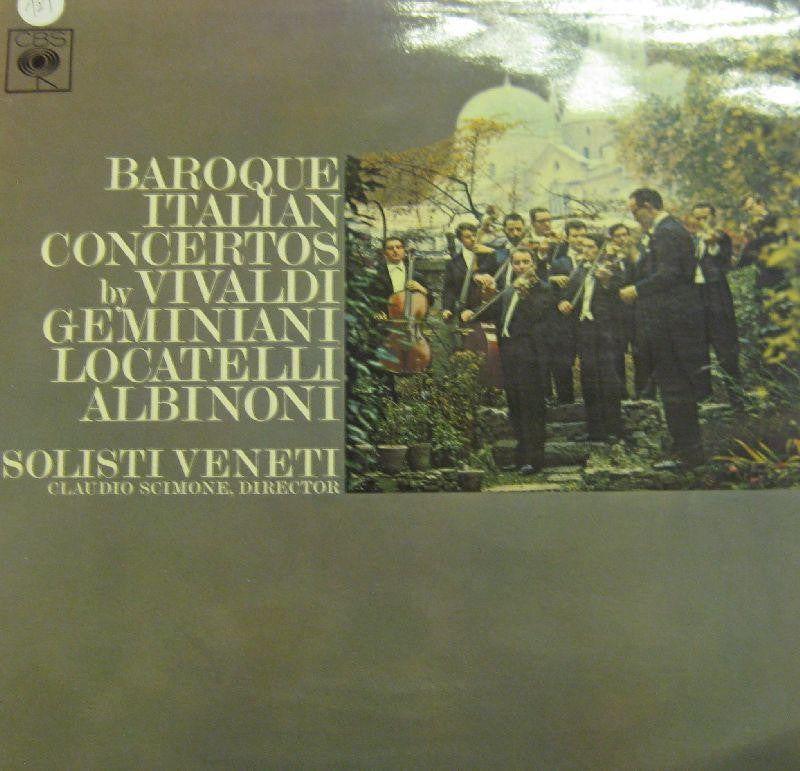 CBS
BAROQUE
ITALIAN
CONCERTOS
by VIVALDI
GEMINIANI
LOCATELLI
ALBINONI
SOLISTI VENETI
CLAUDIO SCIMONE, DIRECTOR